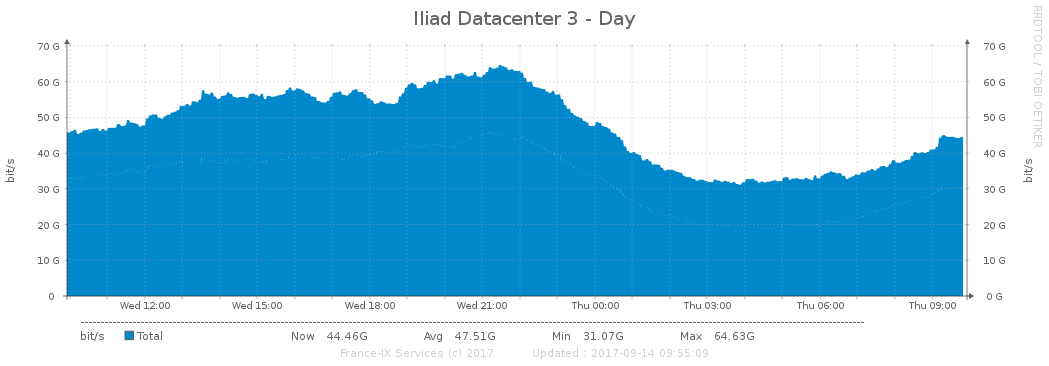 Iliad Datacenter 3 - Day
RRDTOOL / TOBI OETIKER
70 G 70 G
60 G 60 G
50 G 50 G
40 G 40 G
30 G 30 G
20 G 20 G
10 G 10 G
0 0 G
bit/s bit/s
Wed 12:00 Wed 15:00 Wed 18:00 Wed 21:00 Thu 00:00 Thu 03:00 Thu 06:00 Thu 09:00
bit/s Total Now 44.46G Avg 47.51G Min 31.07G Max 64.63G
France-IX Services (c) 2017 Updated : 2017-09-14 09:55:09